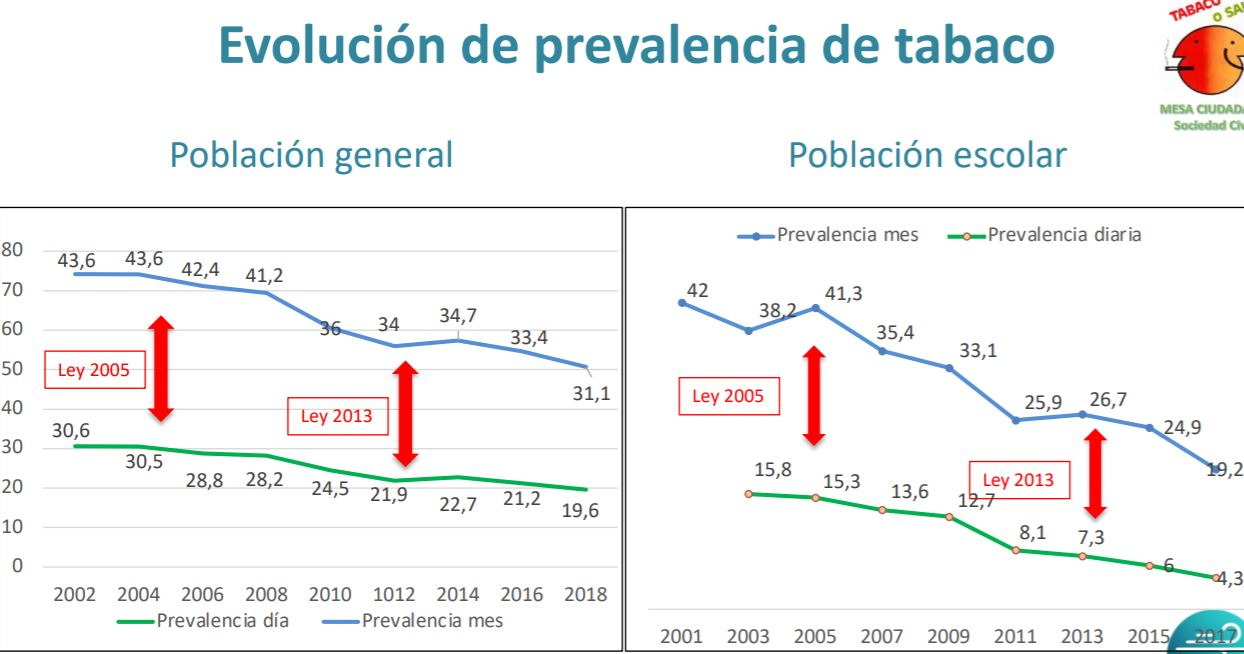 Evolución de prevalencia de tabaco
TABACO
O SAL
MESA CIUDADA
Sociedad Civ
Población general
Población escolar
80
70
60
50
40
30
20
10
0
43,6 43,6 42,4 41,2 36 34 34,7 33,4 31,1
Ley 2005
Ley 2013
30,6 30,5 28,8 28,2 24,5 21,9 22,7 21,2 19,6
2002 2004 2006 2008 2010 1012 2014 2016 2018
Prevalencia día Prevalencia mes
Prevalencia mes Prevalencia diaria
42 38,2 41,3 35,4 33,1 25,9 26,7 24,9 19,2
Ley 2005
Ley 2013
15,8 15,3 13,6 12,7 8,1 7,3 6 4,3
2001 2003 2005 2007 2009 2011 2013 2015 2017